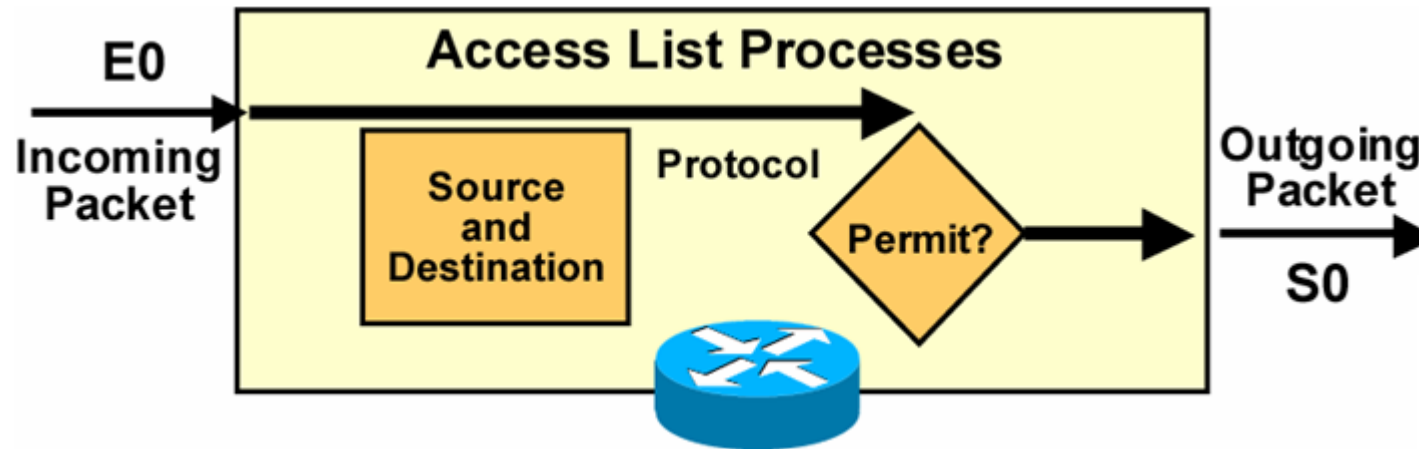 Access List Processes
E0
Incoming
Packet
Source
and
Destination
Protocol
Permit?
Outgoing
Packet
S0